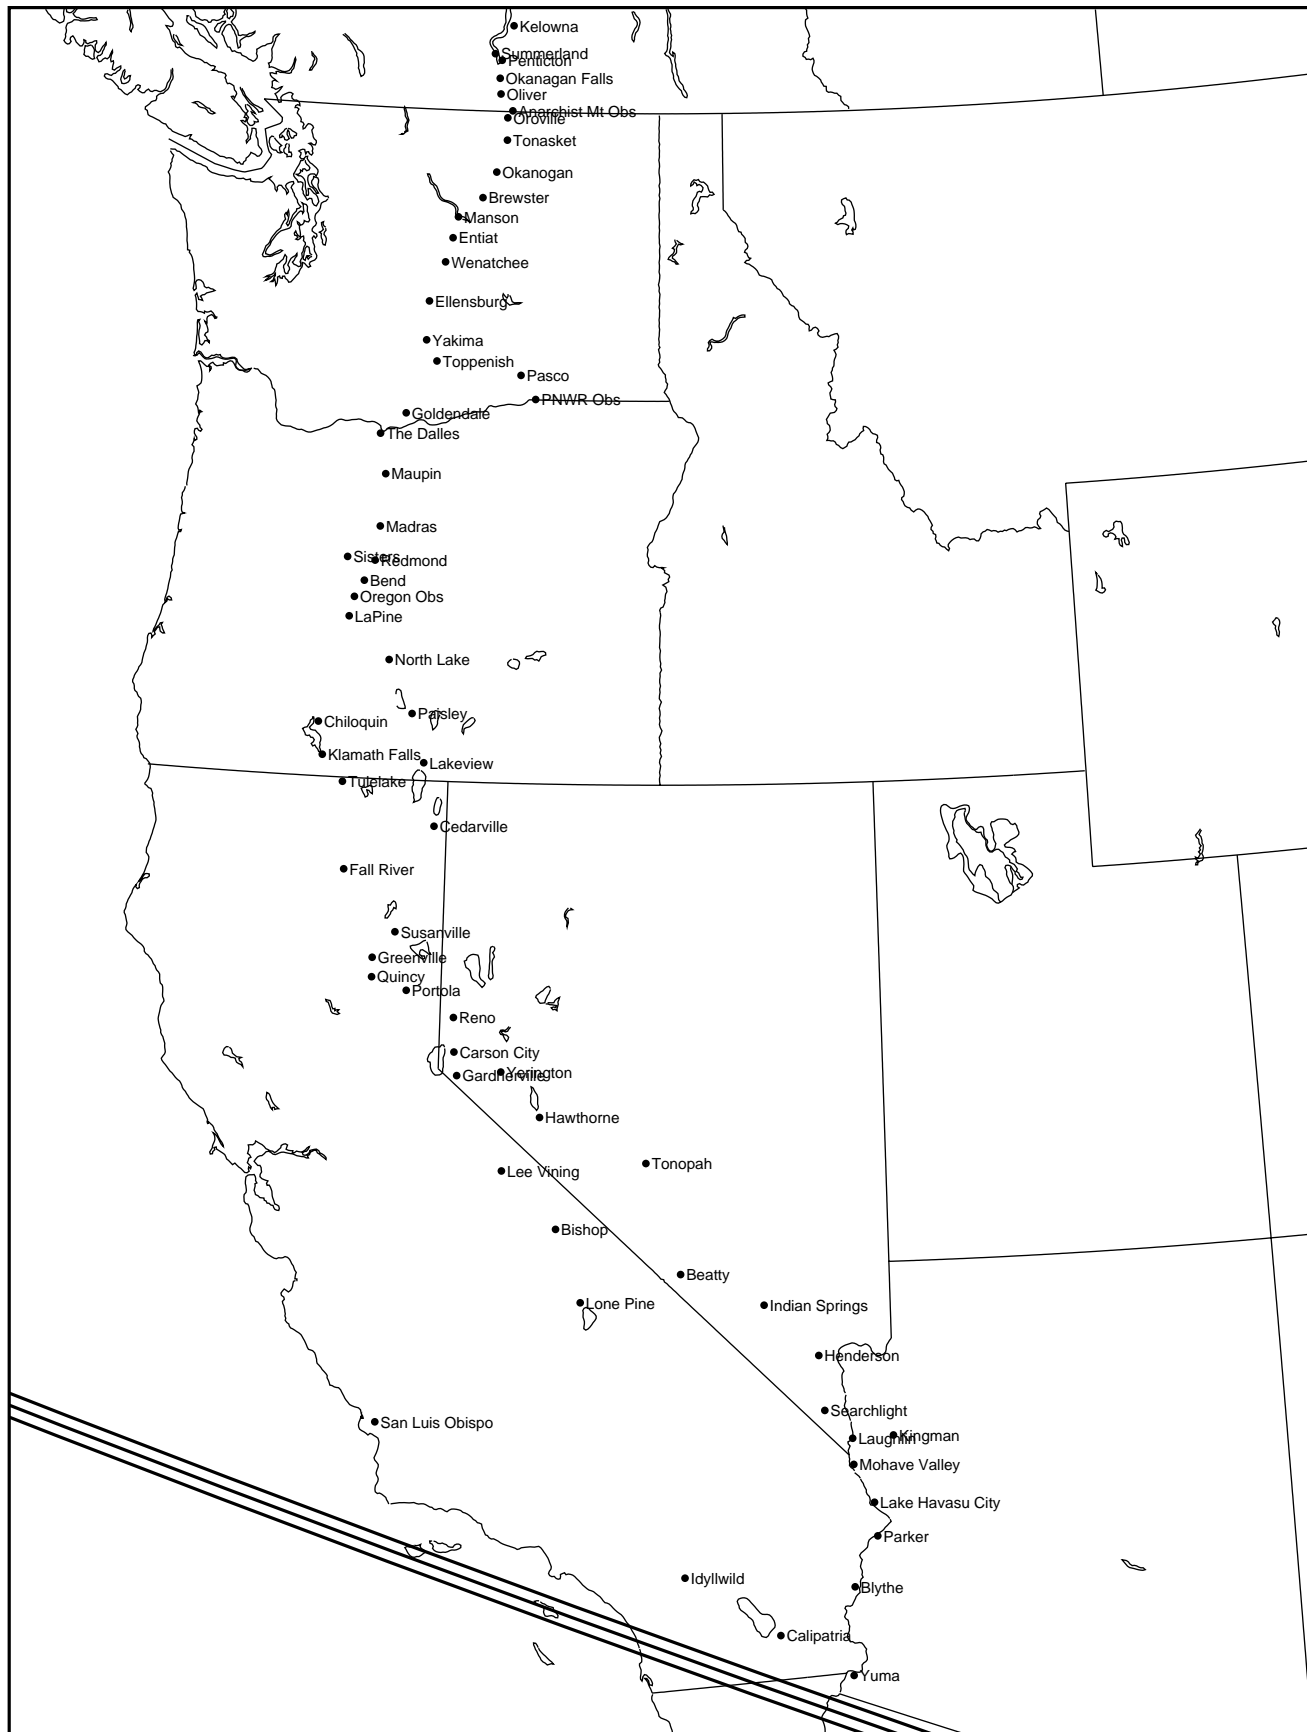 Kelowna
Summerland
Penticton
Okanagan Falls
Oliver
Anarchist Mt Obs
Oroville
Tonasket
Okanogan
Brewster
Manson
Entiat
Wenatchee
Ellensburg
Yakima
Toppenish
Pasco
PNWR Obs
Goldendale
The Dalles
Maupin
Madras
Sisters
Redmond
Bend
Oregon Obs
LaPine
North Lake
Paisley
Chiloquin
Klamath Falls
Lakeview
Tulelake
Cedarville
Fall River
Susanville
Greenville
Quincy
Portola
Reno
Carson City
Yerington
Gardnerville
Hawthorne
Tonopah
Lee Vining
Bishop
Beatty
Lone Pine
Indian Springs
Henderson
Searchlight
San Luis Obispo
Kingman
Laughlin
Mohave Valley
Lake Havasu City
Parker
Idyllwild
Blythe
Calipatria
Yuma